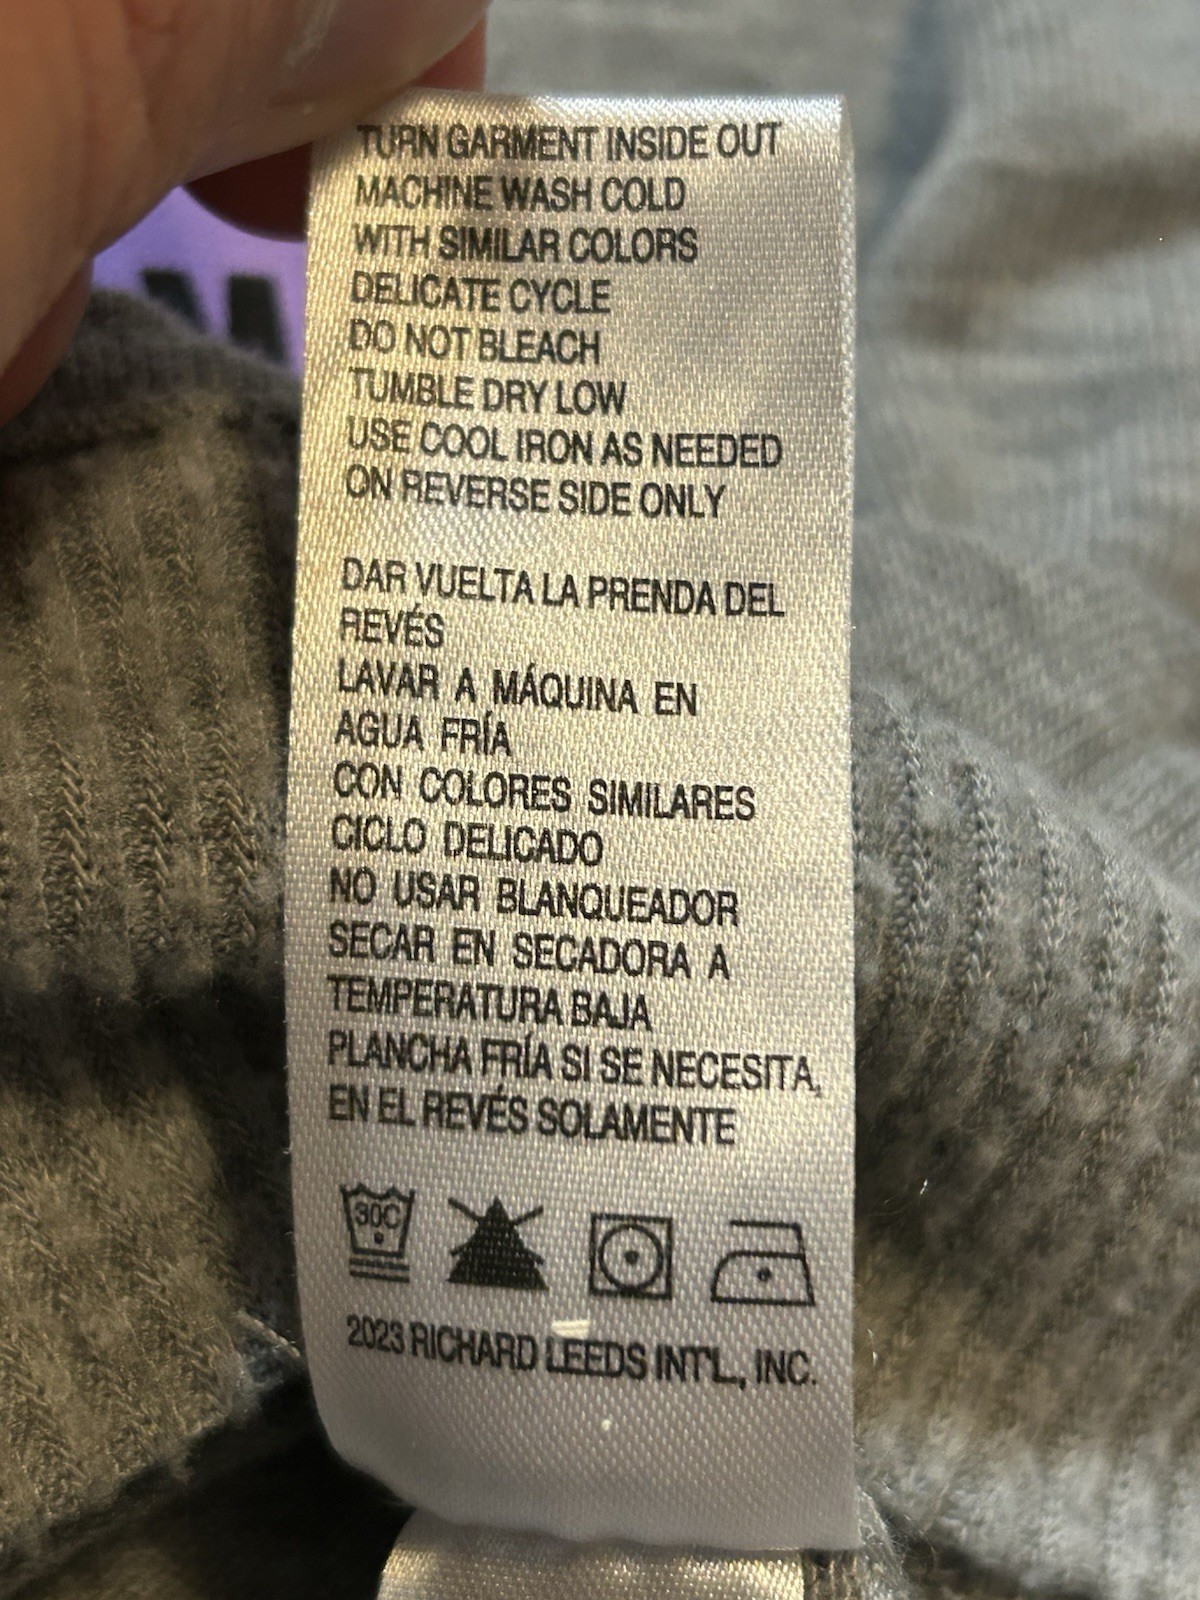 TURN GARMENT INSIDE OUT
MACHINE WASH COLD
WITH SIMILAR COLORS
DELICATE CYCLE
DO NOT BLEACH
TUMBLE DRY LOW
USE COOL IRON AS NEEDED
ON REVERSE SIDE ONLY
DAR VUELTA LA PRENDA DEL
REVÉS
LAVAR A MÁQUINA EN
AGUA FRÍA
CON COLORES SIMILARES
CICLO DELICADO
NO USAR BLANQUEADOR
SECAR EN SECADORA A
TEMPERATURA BAJA
PLANCHA FRÍA SI SE NECESITA,
EN EL REVÉS SOLAMENTE
30C
2023 RICHARD LEEDS INT'L., INC.